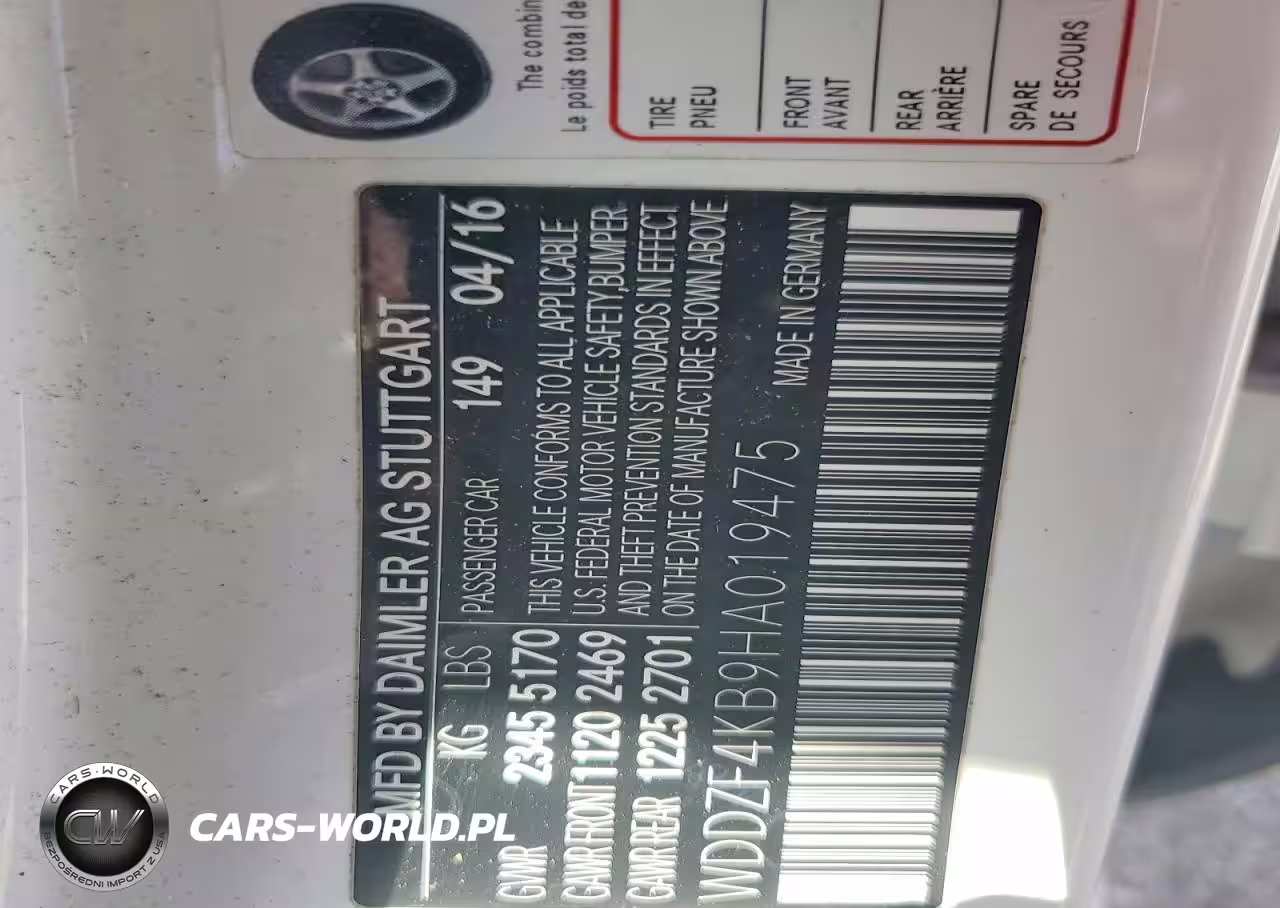 The combin
Le poids total de
TIRE
PNEU
FRONT
AVANT
REAR
ARRIÈRE
SPARE
DE SECOURS
MFD BY DAIMLER AG STUTTGART
KG LBS PASSENGER CAR 149 04/16
GVWR 2345 5170
GAWR FRONT 1120 2469
GAWR REAR 1225 2701
THIS VEHICLE CONFORMS TO ALL APPLICABLE
U.S. FEDERAL MOTOR VEHICLE SAFETY,BUMPER,
AND THEFT PREVENTION STANDARDS IN EFFECT
ON THE DATE OF MANUFACTURE SHOWN ABOVE
WDDZF4KB9HA019475 MADE IN GERMANY
CARS-WORLD
CW
BEZPOŚREDNI IMPORT Z USA
CARS-WORLD.PL